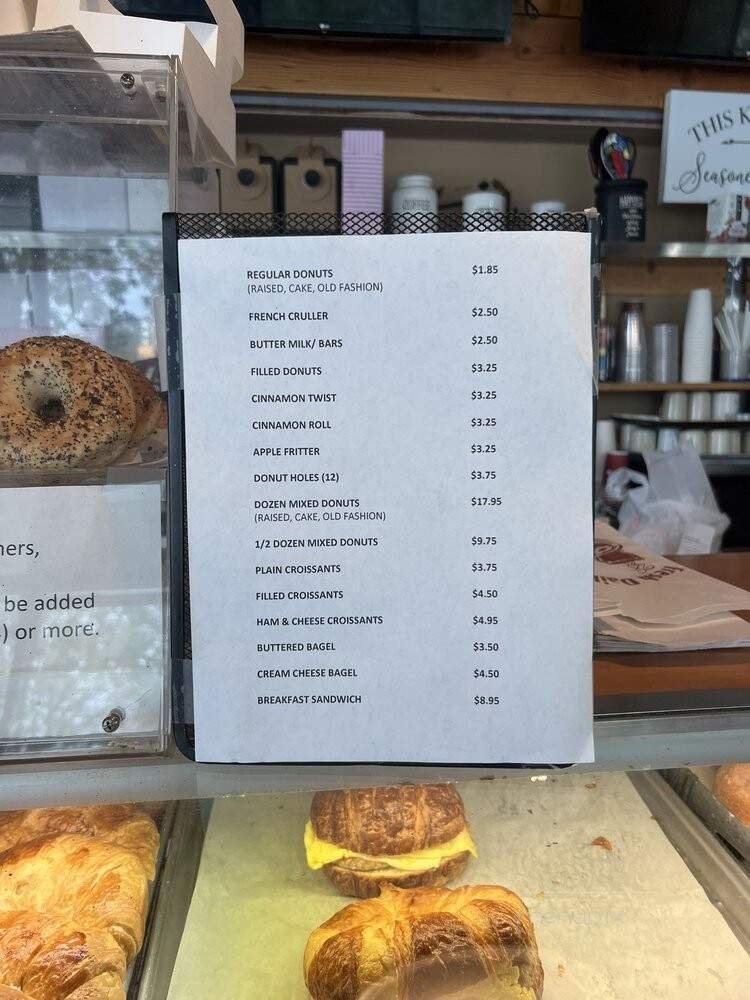 THIS K
Seasone
REGULAR DONUTS $1.85
(RAISED, CAKE, OLD FASHION)
FRENCH CRULLER $2.50
BUTTER MILK/ BARS $2.50
FILLED DONUTS $3.25
CINNAMON TWIST $3.25
CINNAMON ROLL $3.25
APPLE FRITTER $3.25
DONUT HOLES (12) $3.75
DOZEN MIXED DONUTS $17.95
(RAISED, CAKE, OLD FASHION)
1/2 DOZEN MIXED DONUTS $9.75
PLAIN CROISSANTS $3.75
FILLED CROISSANTS $4.50
HAM & CHEESE CROISSANTS $4.95
BUTTERED BAGEL $3.50
CREAM CHEESE BAGEL $4.50
BREAKFAST SANDWICH $8.95
ners,
be added
) or more.